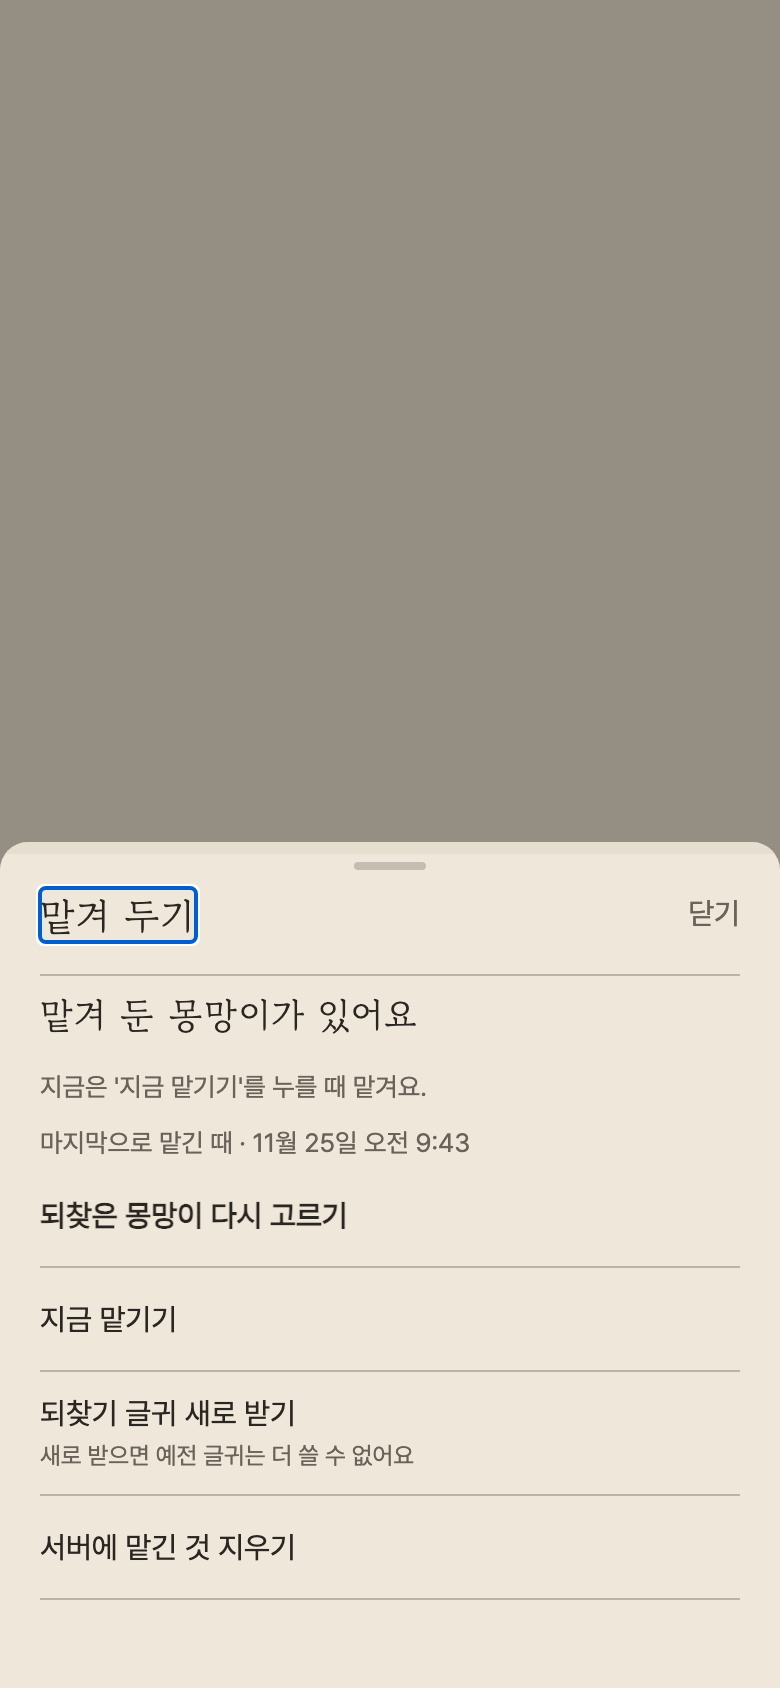 맡겨 두기
닫기
맡겨 둔 몽망이가 있어요
지금은 '지금 맡기기'를 누를 때 맡겨요.
마지막으로 맡긴 때 · 11월 25일 오전 9:43
되찾은 몽망이 다시 고르기
지금 맡기기
되찾기 글귀 새로 받기
새로 받으면 예전 글귀는 더 쓸 수 없어요
서버에 맡긴 것 지우기